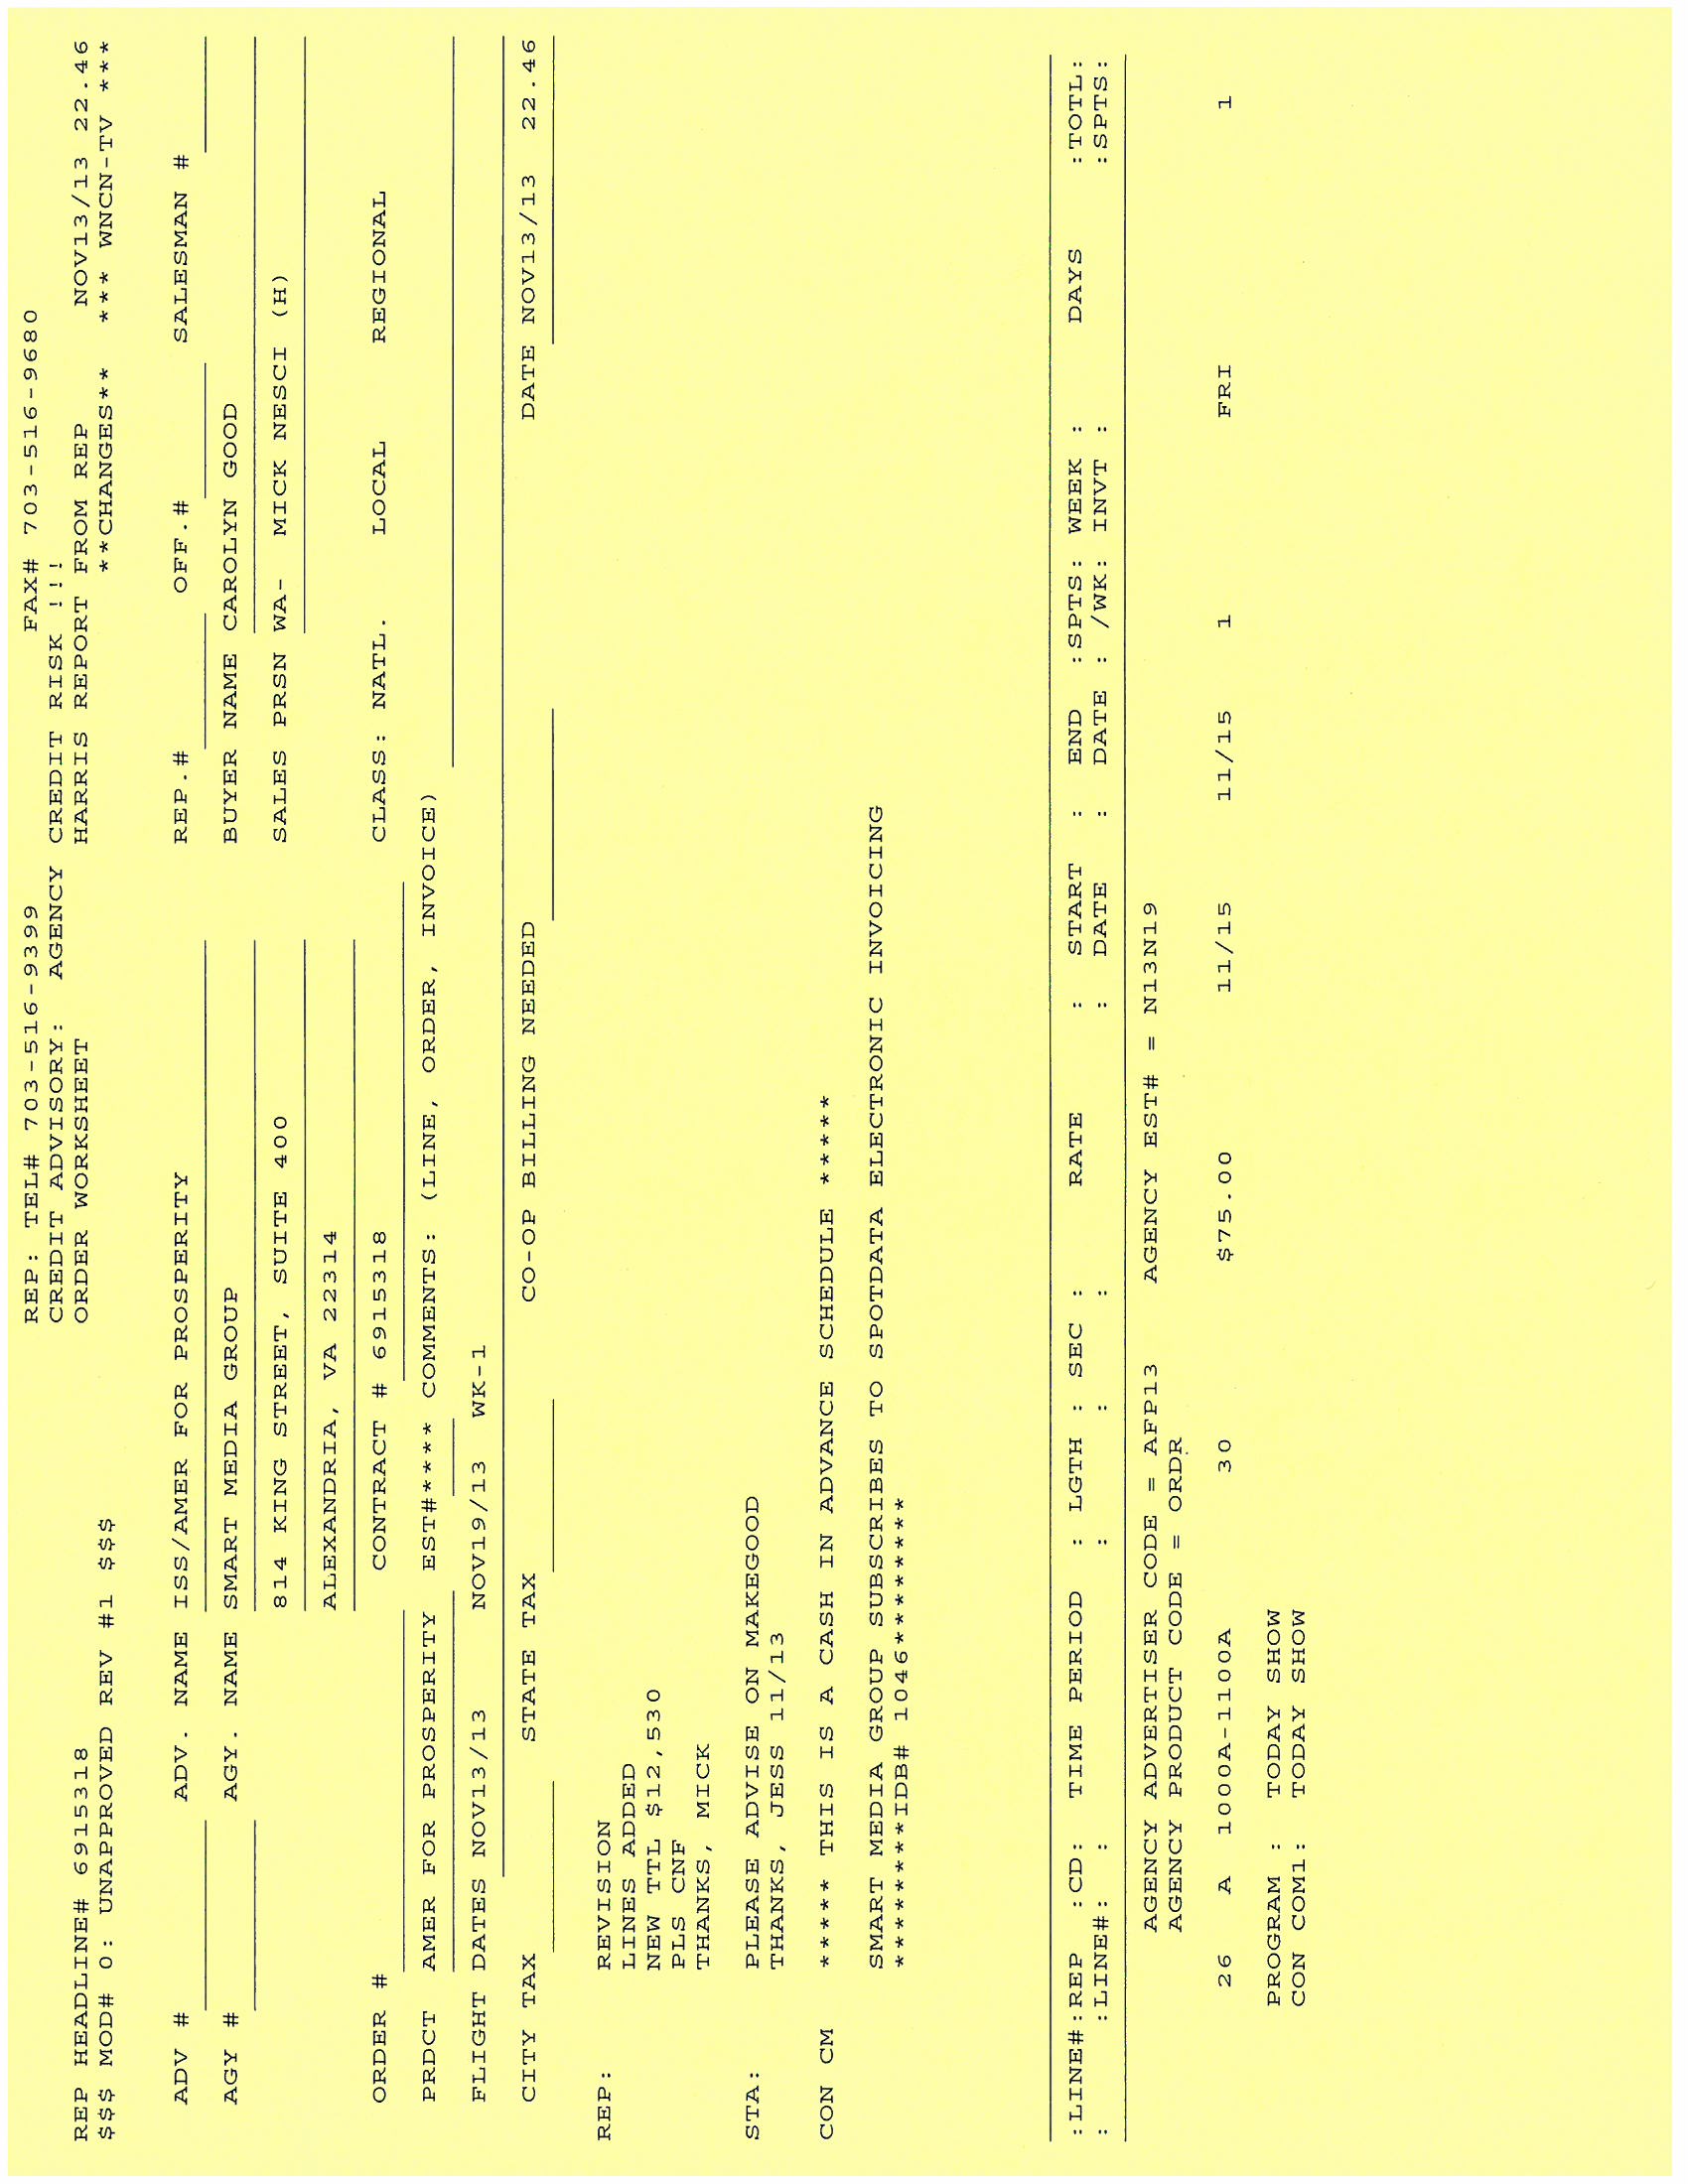 REP: TEL# 703-516-9399 FAX# 703-516-9680
CREDIT ADVISORY: AGENCY CREDIT RISK !!!
REP HEADLINE# 6915318 ORDER WORKSHEET HARRIS REPORT FROM REP NOV13/13 22.46
$$$ MOD# 0: UNAPPROVED REV #1 $$$ **CHANGES** *** WNCN-TV ***
ADV # ADV. NAME ISS/AMER FOR PROSPERITY REP.# OFF.# SALESMAN #
AGY # AGY. NAME SMART MEDIA GROUP BUYER NAME CAROLYN GOOD
814 KING STREET, SUITE 400 SALES PRSN WA- MICK NESCI (H)
ALEXANDRIA, VA 22314
ORDER # CONTRACT # 6915318 CLASS: NATL. LOCAL REGIONAL
PRDCT AMER FOR PROSPERITY EST#**** COMMENTS: (LINE, ORDER, INVOICE)
FLIGHT DATES NOV13/13 NOV19/13 WK-1
CITY TAX STATE TAX CO-OP BILLING NEEDED DATE NOV13/13 22.46
REP: REVISION
LINES ADDED
NEW TTL $12,530
PLS CNF
THANKS, MICK
STA: PLEASE ADVISE ON MAKEGOOD
THANKS, JESS 11/13
CON CM ***** THIS IS A CASH IN ADVANCE SCHEDULE *****
SMART MEDIA GROUP SUBSCRIBES TO SPOTDATA ELECTRONIC INVOICING
***********IDB# 1046***********
:LINE#:REP :CD: TIME PERIOD : LGTH : SEC : RATE : START : END :SPTS: WEEK : DAYS :TOTL:
: :LINE#: : : : : DATE : DATE : /WK: INVT : :SPTS:
AGENCY ADVERTISER CODE = AFP13 AGENCY EST# = N13N19
AGENCY PRODUCT CODE = ORDR
26 A 1000A-1100A 30 $75.00 11/15 11/15 1 FRI 1
PROGRAM : TODAY SHOW
CON COM1: TODAY SHOW